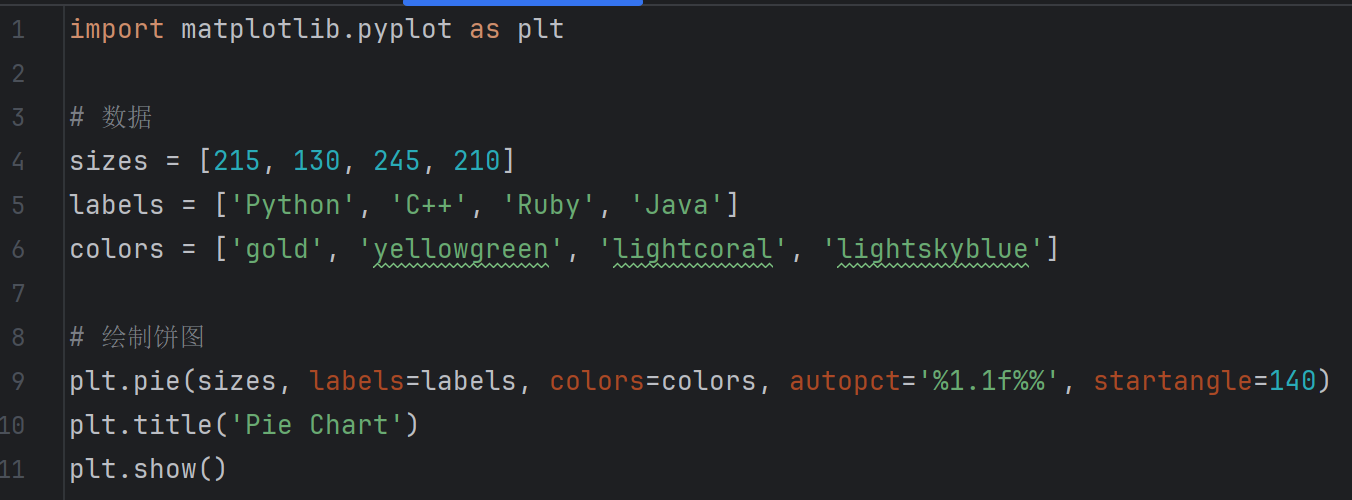 1 import matplotlib.pyplot as plt
2
3 # 数据
4 sizes = [215, 130, 245, 210]
5 labels = ['Python', 'C++', 'Ruby', 'Java']
6 colors = ['gold', 'yellowgreen', 'lightcoral', 'lightskyblue']
7
8 # 绘制饼图
9 plt.pie(sizes, labels=labels, colors=colors, autopct='%1.1f%%', startangle=140)
10 plt.title('Pie Chart')
11 plt.show()